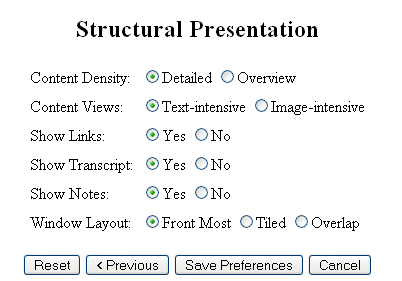 Structural Presentation
Content Density: Detailed Overview
Content Views: Text-intensive Image-intensive
Show Links: Yes No
Show Transcript: Yes No
Show Notes: Yes No
Window Layout: Front Most Tiled Overlap
Reset < Previous Save Preferences Cancel